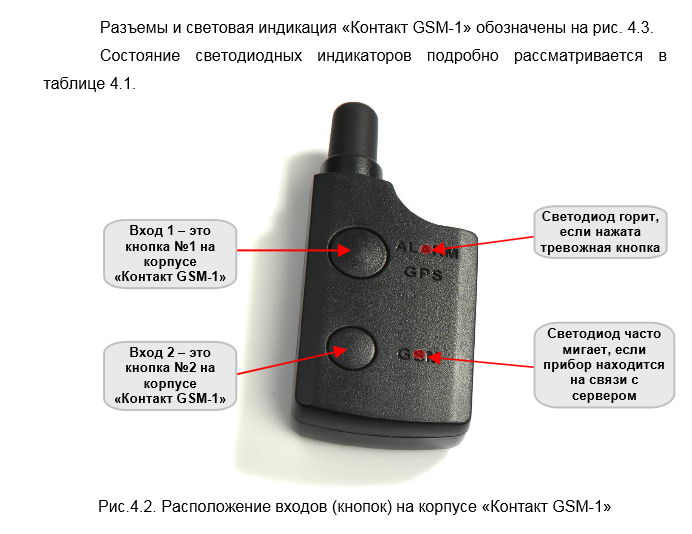 Разъемы и световая индикация «Контакт GSM-1» обозначены на рис. 4.3.
Состояние светодиодных индикаторов подробно рассматривается в
таблице 4.1.
Вход 1 – это
кнопка №1 на
корпусе
«Контакт GSM-1»
Светодиод горит,
если нажата
тревожная кнопка
ALARM
GPS
Вход 2 – это
кнопка №2 на
корпусе
«Контакт GSM-1»
GSM
Светодиод часто
мигает, если
прибор находится
на связи с
сервером
Рис.4.2. Расположение входов (кнопок) на корпусе «Контакт GSM-1»